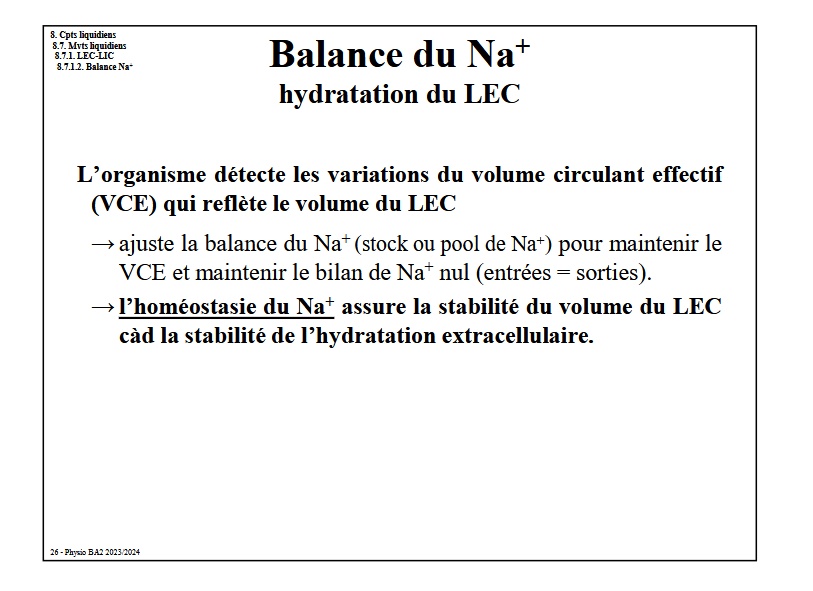 8. Cpts liquidiens
8.7. Mvts liquidiens
8.7.1. LEC-LIC
8.7.1.2. Balance Na⁺
Balance du Na⁺
hydratation du LEC
L’organisme détecte les variations du volume circulant effectif
(VCE) qui reflète le volume du LEC
→ ajuste la balance du Na⁺ (stock ou pool de Na⁺) pour maintenir le
VCE et maintenir le bilan de Na⁺ nul (entrées = sorties).
→ l’homéostasie du Na⁺ assure la stabilité du volume du LEC
càd la stabilité de l’hydratation extracellulaire.
26 - Physio BA2 2023/2024